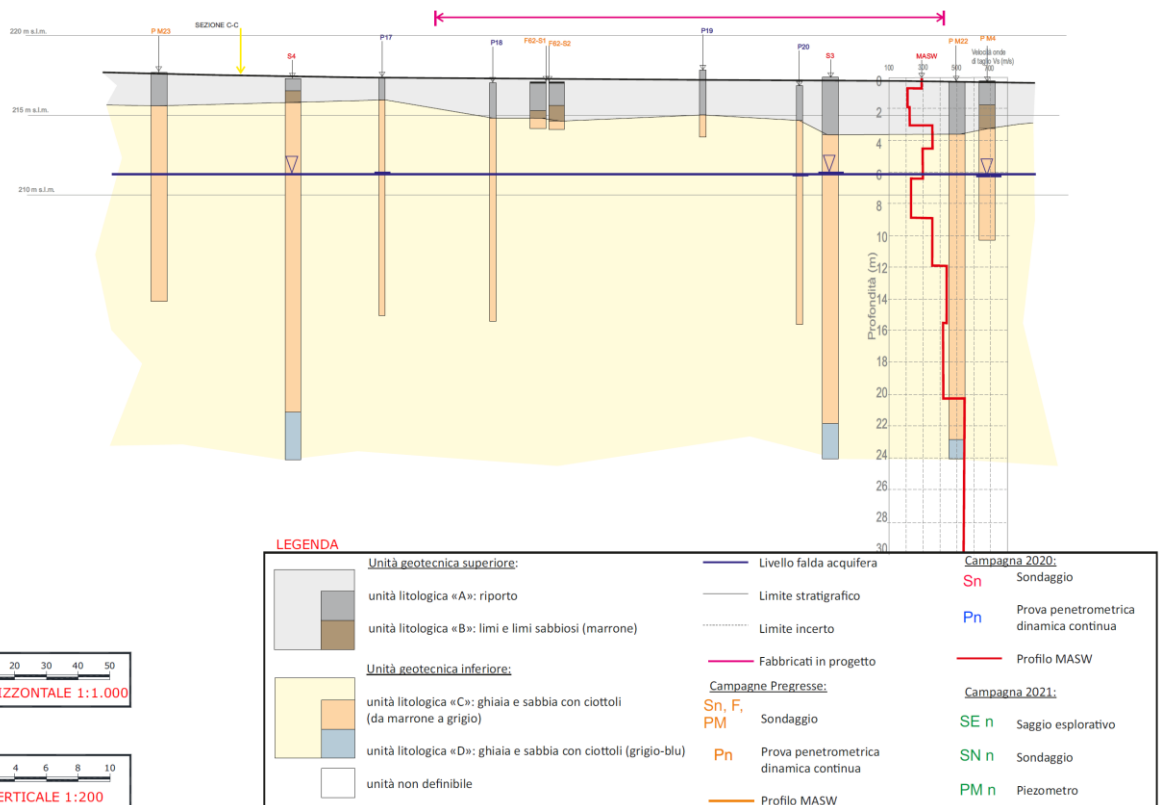 220 m s.l.m.
SEZIONE C-C
P M23
S4
P17
P18
F82-S1
F82-S2
P19
P20
S3
MASW
P M22
P M4
Velocità onde
di taglio Vs (m/s)
100
300
500
700
215 m s.l.m.
210 m s.l.m.
Profondità (m)
0
2
4
6
8
10
12
14
16
18
20
22
24
26
28
30
LEGENDA
Unità geotecnica superiore:
unità litologica «A»: riporto
unità litologica «B»: limi e limi sabbiosi (marrone)
Unità geotecnica inferiore:
unità litologica «C»: ghiaia e sabbia con ciottoli
(da marrone a grigio)
unità litologica «D»: ghiaia e sabbia con ciottoli (grigio-blu)
unità non definibile
Livello falda acquifera
Limite stratigrafico
Limite incerto
Fabbricati in progetto
Campagne Pregresse:
Sn, F,
PM
Sondaggio
Pn
Prova penetrometrica
dinamica continua
Profilo MASW
Campagna 2020:
Sn
Sondaggio
Pn
Prova penetrometrica
dinamica continua
Profilo MASW
Campagna 2021:
SE n
Saggio esplorativo
SN n
Sondaggio
PM n
Piezometro
20 30 40 50
IZZONTALE 1:1.000
4 6 8 10
ERTICALE 1:200